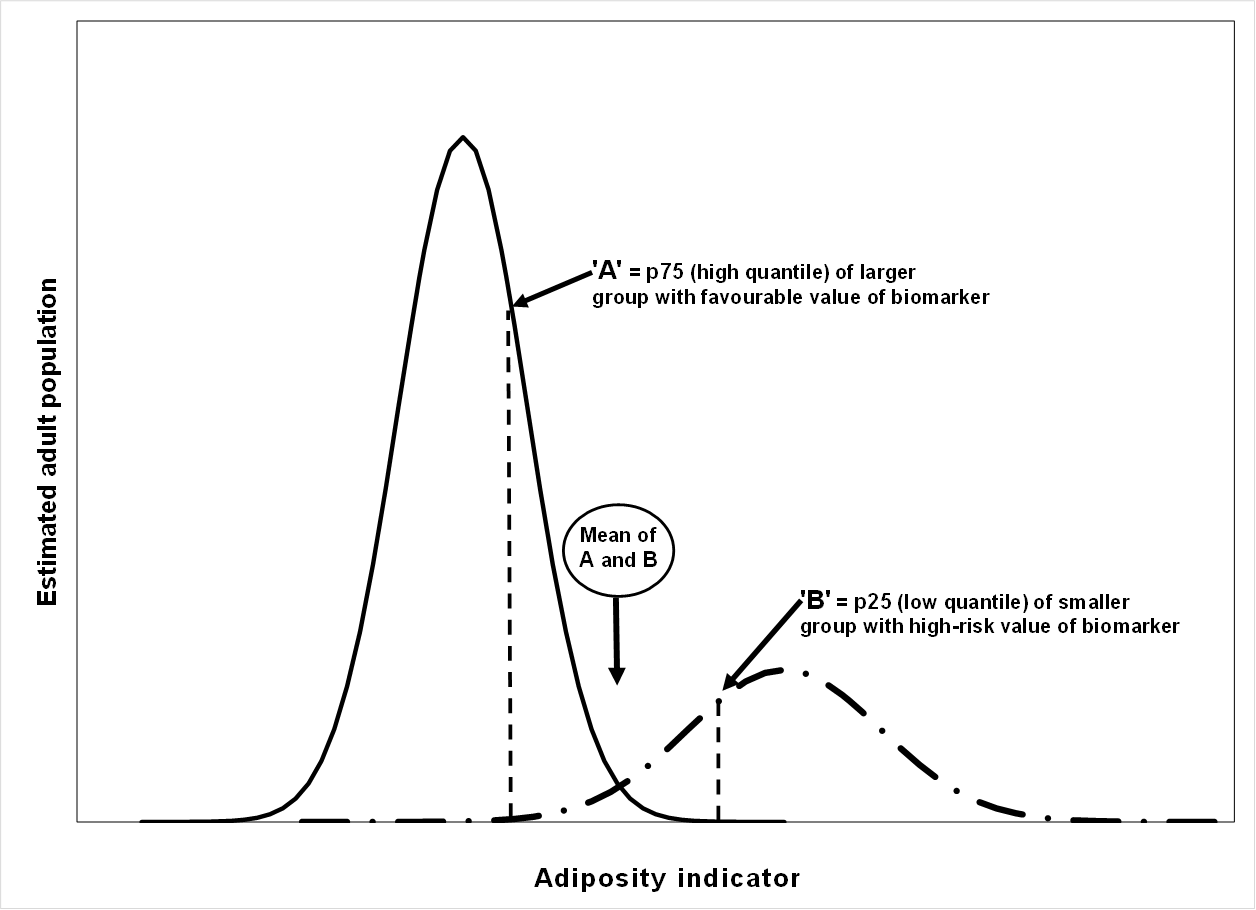 Estimated adult population
'A' = p75 (high quantile) of larger
group with favourable value of biomarker
Mean of
A and B
'B' = p25 (low quantile) of smaller
group with high-risk value of biomarker
Adiposity indicator